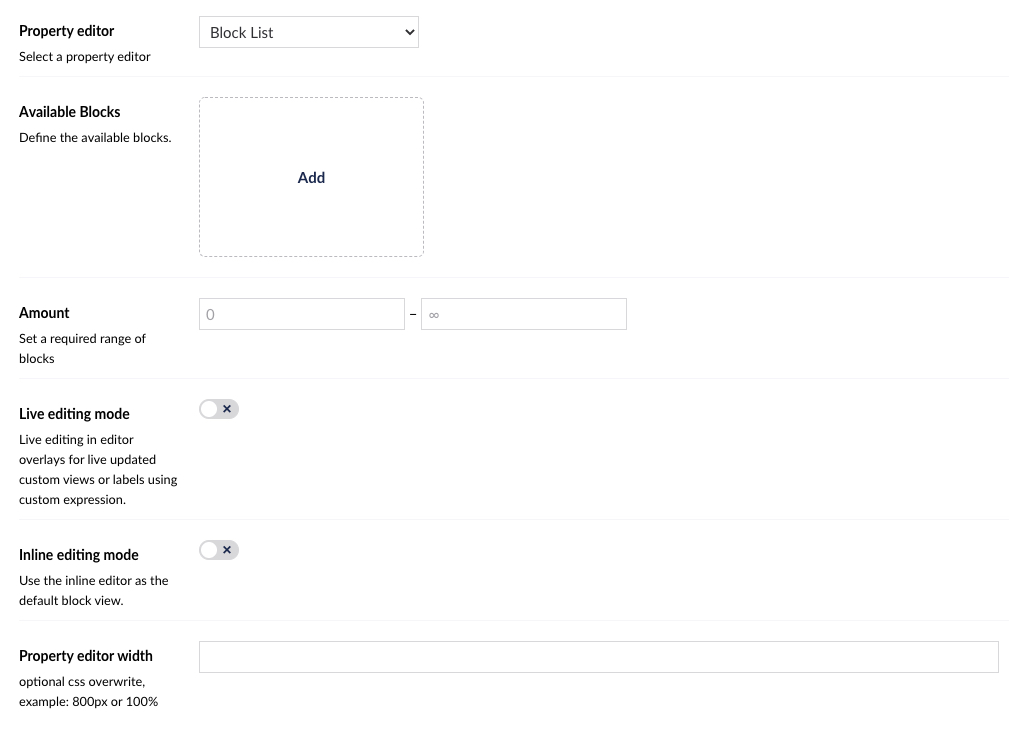 Property editor
Block List
Select a property editor
Available Blocks
Define the available blocks.
Add
Amount
0 – ∞
Set a required range of
blocks
Live editing mode
Live editing in editor
overlays for live updated
custom views or labels using
custom expression.
Inline editing mode
Use the inline editor as the
default block view.
Property editor width
optional css overwrite,
example: 800px or 100%